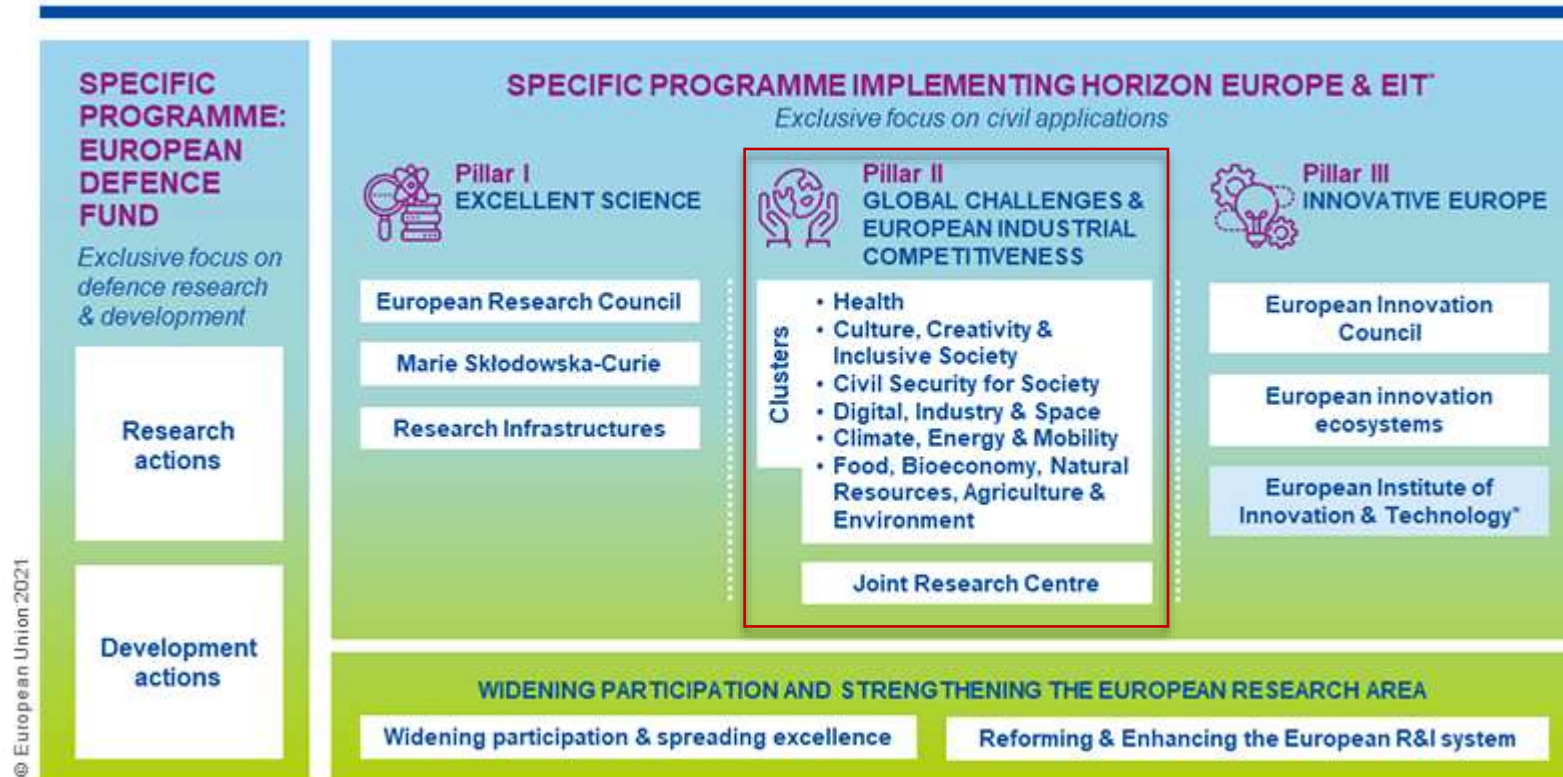 SPECIFIC
PROGRAMME:
EUROPEAN
DEFENCE
FUND
Exclusive focus on
defence research
& development
Research
actions
Development
actions
SPECIFIC PROGRAMME IMPLEMENTING HORIZON EUROPE & EIT*
Exclusive focus on civil applications
Pillar I
EXCELLENT SCIENCE
European Research Council
Marie Skłodowska-Curie
Research Infrastructures
Pillar II
GLOBAL CHALLENGES &
EUROPEAN INDUSTRIAL
COMPETITIVENESS
Clusters
• Health
• Culture, Creativity &
Inclusive Society
• Civil Security for Society
• Digital, Industry & Space
• Climate, Energy & Mobility
• Food, Bioeconomy, Natural
Resources, Agriculture &
Environment
Joint Research Centre
Pillar III
INNOVATIVE EUROPE
European Innovation
Council
European innovation
ecosystems
European Institute of
Innovation & Technology*
WIDENING PARTICIPATION AND STRENGTHENING THE EUROPEAN RESEARCH AREA
Widening participation & spreading excellence
Reforming & Enhancing the European R&I system
© European Union 2021